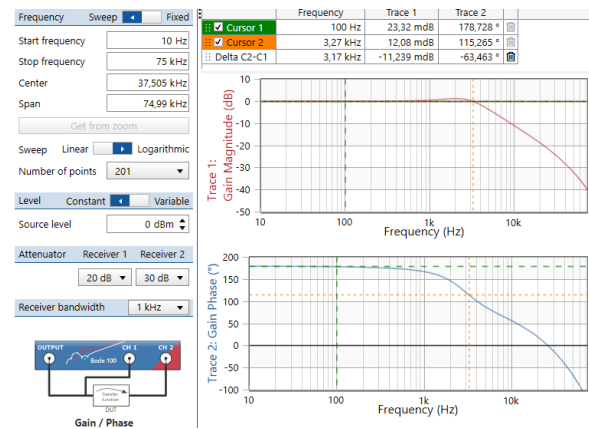 Frequency Sweep Fixed
Start frequency 10 Hz
Stop frequency 75 kHz
Center 37,505 kHz
Span 74,99 kHz
Get from zoom
Sweep Linear Logarithmic
Number of points 201
Level Constant Variable
Source level 0 dBm
Attenuator Receiver 1 Receiver 2
20 dB 30 dB
Receiver bandwidth 1 kHz
OUTPUT CH 1 CH 2
Bode 100
Transfer
function
DUT
Gain / Phase
Frequency Trace 1 Trace 2
Cursor 1 100 Hz 23,32 mdB 178,728 °
Cursor 2 3,27 kHz 12,08 mdB 115,265 °
Delta C2-C1 3,17 kHz -11,239 mdB -63,463 °
Trace 1:
Gain Magnitude (dB)
10
0
-10
-20
-30
-40
-50
10 100 1k 10k
Frequency (Hz)
Trace 2: Gain Phase (°)
200
150
100
50
0
-50
-100
10 100 1k 10k
Frequency (Hz)